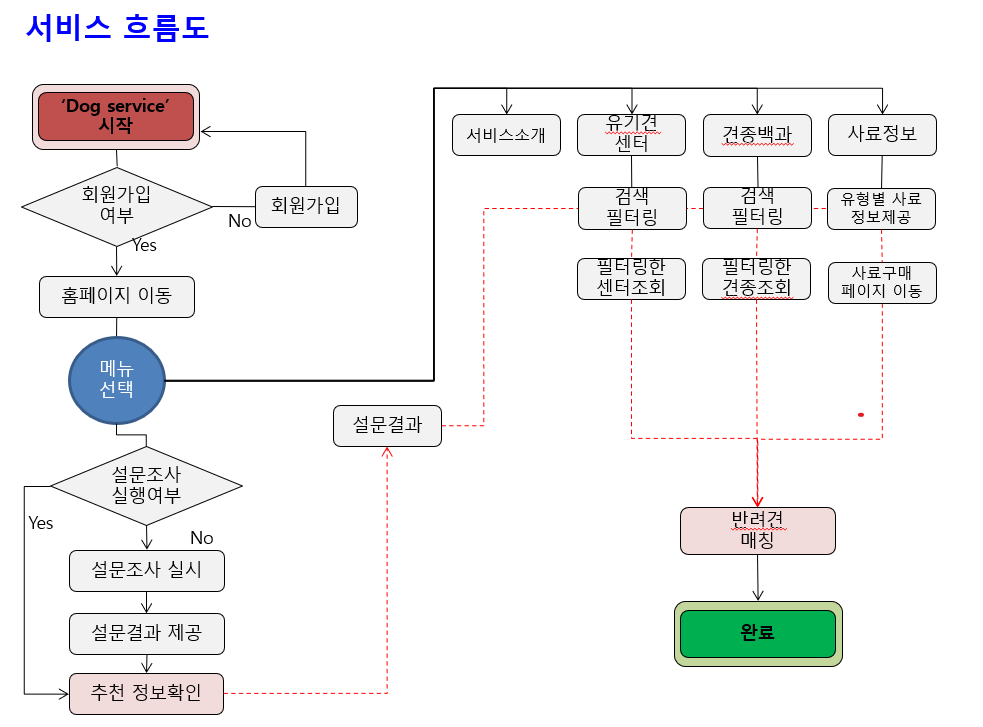 서비스 흐름도
‘Dog service’
시작
회원가입
여부
No
회원가입
Yes
홈페이지 이동
메뉴
선택
설문조사
실행여부
Yes
No
설문조사 실시
설문결과 제공
추천 정보확인
설문결과
서비스소개
유기견
센터
견종백과
사료정보
검색
필터링
검색
필터링
유형별 사료
정보제공
필터링한
센터조회
필터링한
견종조회
사료구매
페이지 이동
반려견
매칭
완료